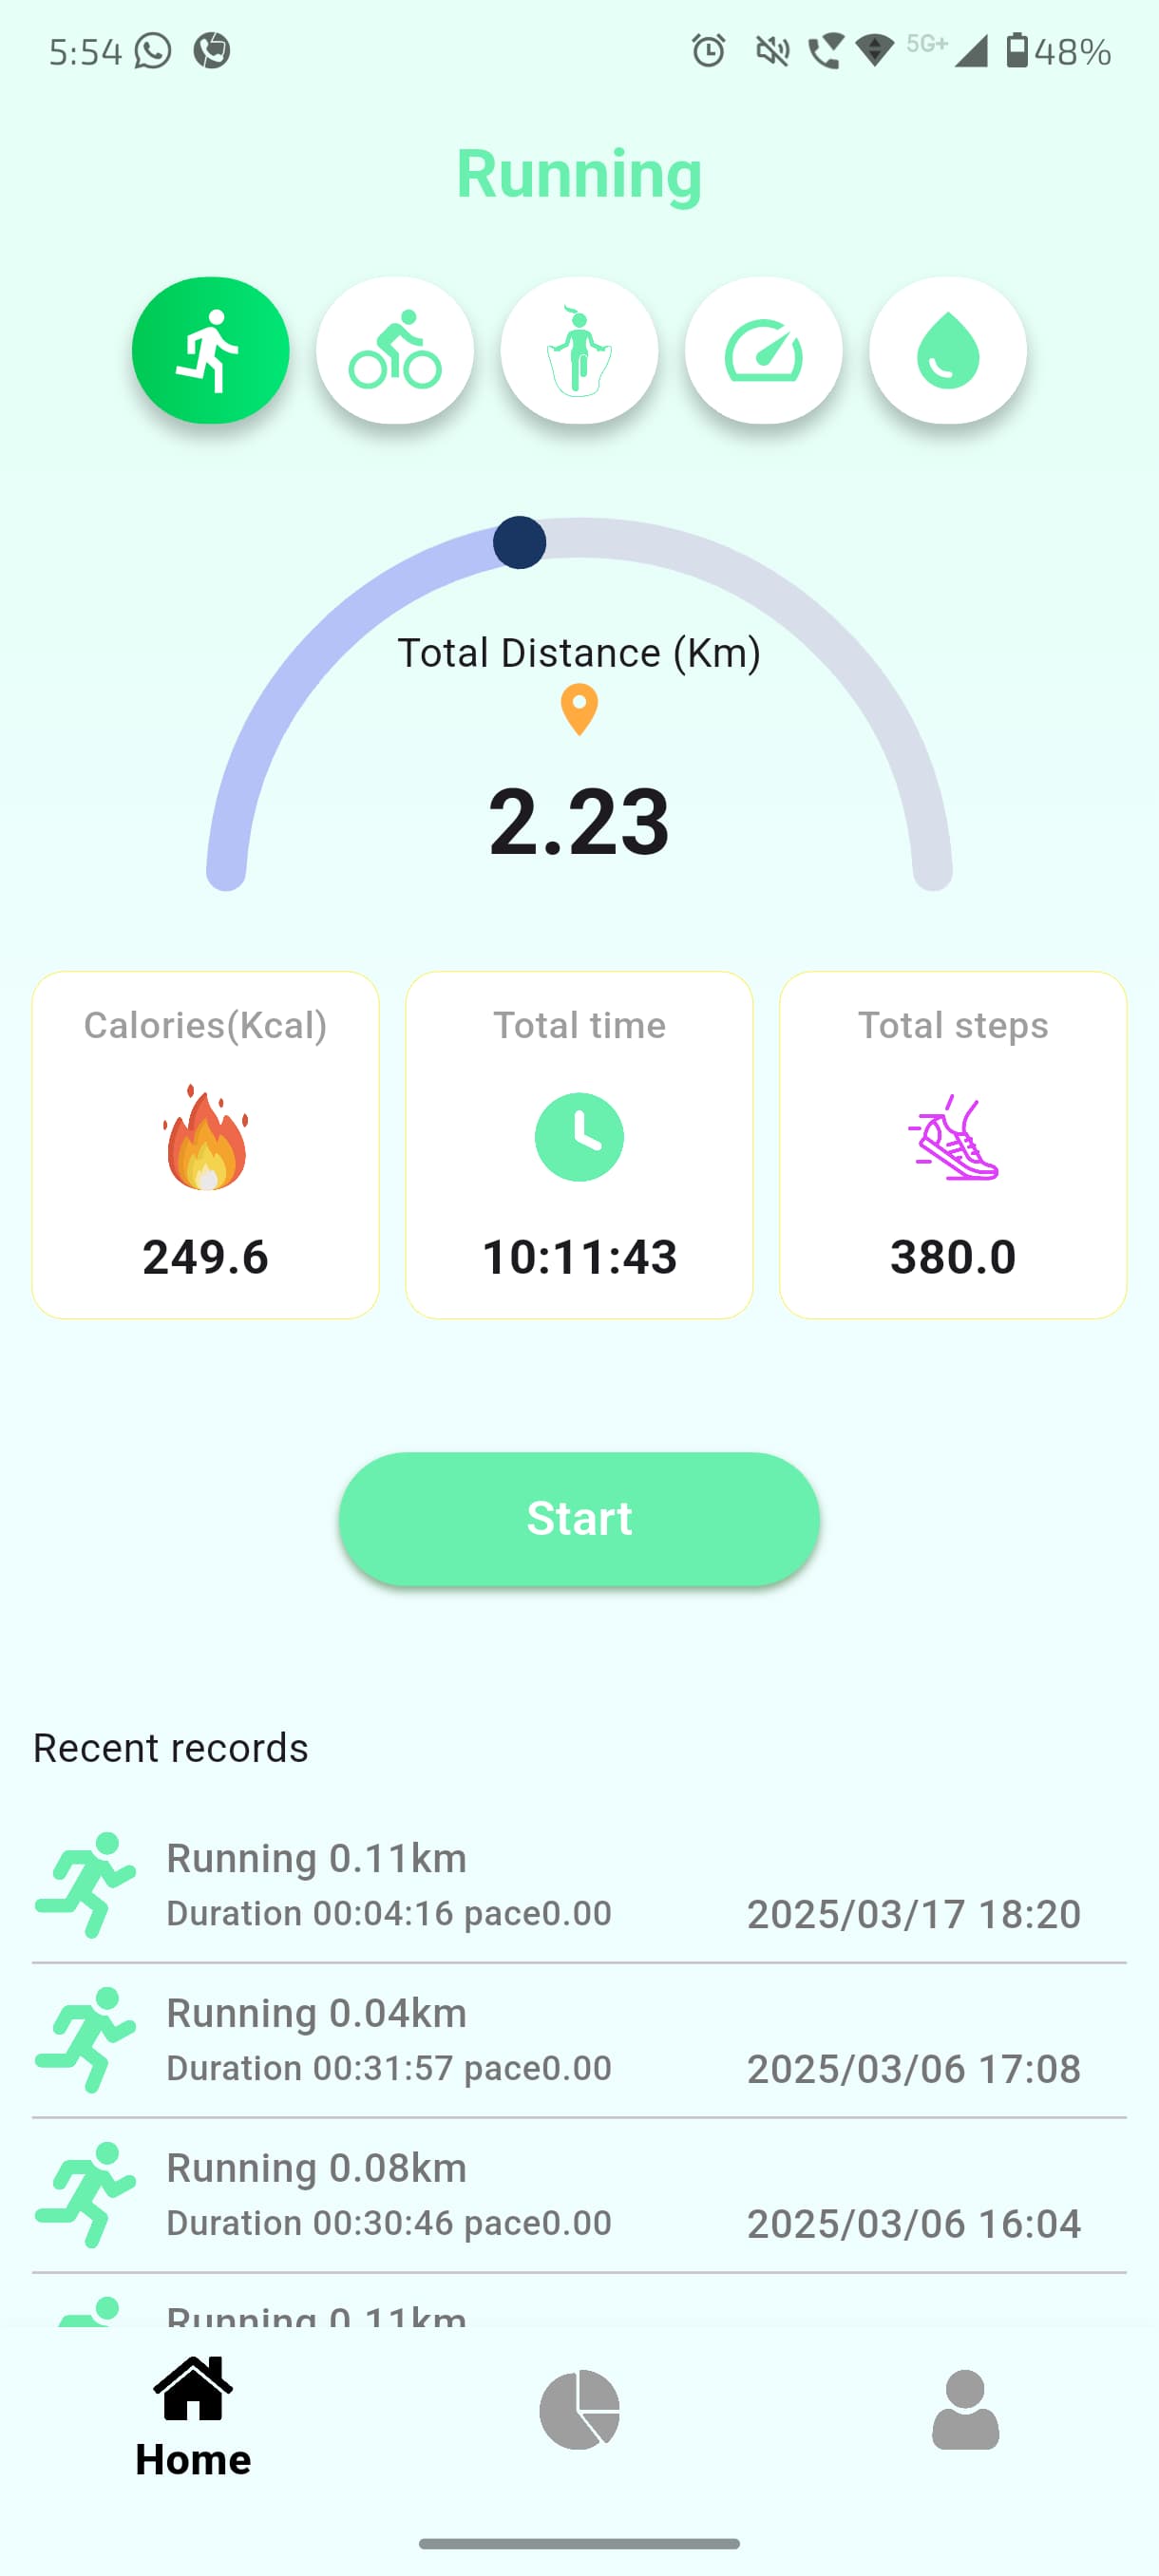 5:54 5G+ 48%
Running
Total Distance (Km)
2.23
Calories(Kcal) Total time Total steps
249.6 10:11:43 380.0
Start
Recent records
Running 0.11km
Duration 00:04:16 pace0.00 2025/03/17 18:20
Running 0.04km
Duration 00:31:57 pace0.00 2025/03/06 17:08
Running 0.08km
Duration 00:30:46 pace0.00 2025/03/06 16:04
Running 0.11km
Home